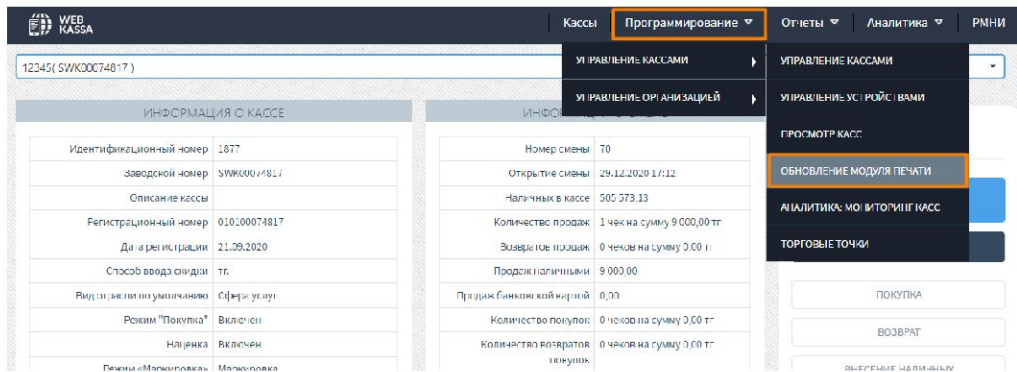 WEB KASSA
Кассы Программирование Отчеты Аналитика РМНИ
12345( SWK00074817 )
УПРАВЛЕНИЕ КАССАМИ
УПРАВЛЕНИЕ ОРГАНИЗАЦИЕЙ
УПРАВЛЕНИЕ КАССАМИ
УПРАВЛЕНИЕ УСТРОЙСТВАМИ
ПРОСМОТР КАСС
ОБНОВЛЕНИЕ МОДУЛЯ ПЕЧАТИ
АНАЛИТИКА: МОНИТОРИНГ КАСС
ТОРГОВЫЕ ТОЧКИ
ИНФОРМАЦИЯ О КАССЕ
Идентификационный номер 1877
Заводской номер SWK00074817
Описание кассы
Регистрационный номер 010100074817
Дата регистрации 21.09.2020
Способ ввода скидки тг.
Вид отрасли по умолчанию Сфера услуг
Режим "Покупка" Включен
Наценка Включен
Режим «Маркировка» Маркировка
Номер смены 70
Открытие смены 29.12.2020 17:12
Наличных в кассе 505 573,13
Количество продаж 1 чек на сумму 9 000,00 тг
Возвратов продаж 0 чеков на сумму 0,00 тг
Продаж наличными 9 000,00
Продаж банковской картой 0,00
Количество покупок 0 чеков на сумму 0,00 тг
Количество возвратов покупок 0 чеков на сумму 0,00 тг
ПОКУПКА
ВОЗВРАТ
ВНЕСЕНИЕ НАЛИЧНЫХ